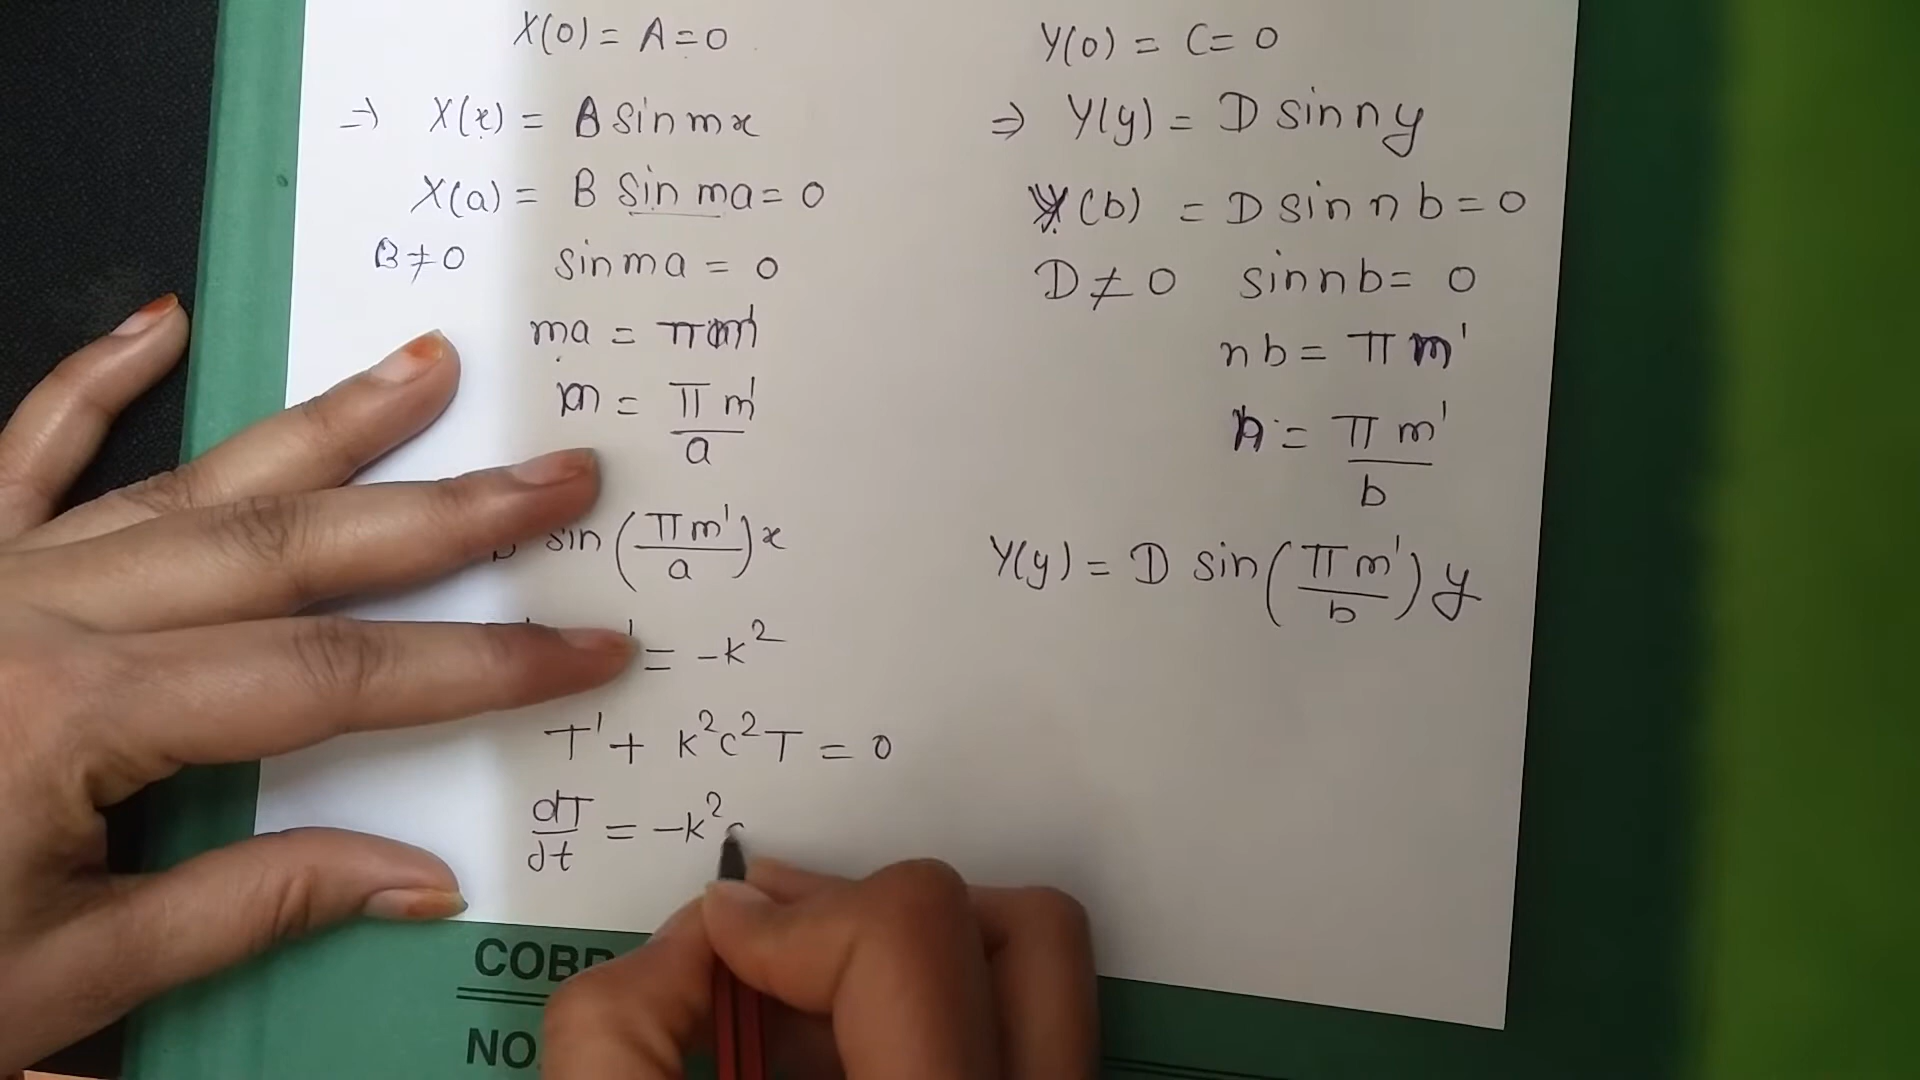 X(0) = A = 0
⇒ X(x) = B sin mx
X(a) = B sin ma = 0
B ≠ 0 sin ma = 0
ma = πm'
m = πm'/a
sin (πm'/a) x
= -k²
T' + k²c²T = 0
dT/dt = -k²c
Y(0) = C = 0
⇒ Y(y) = D sin ny
Y(b) = D sin nb = 0
D ≠ 0 sin nb = 0
nb = πm'
n = πm'/b
Y(y) = D sin (πm'/b) y
NO